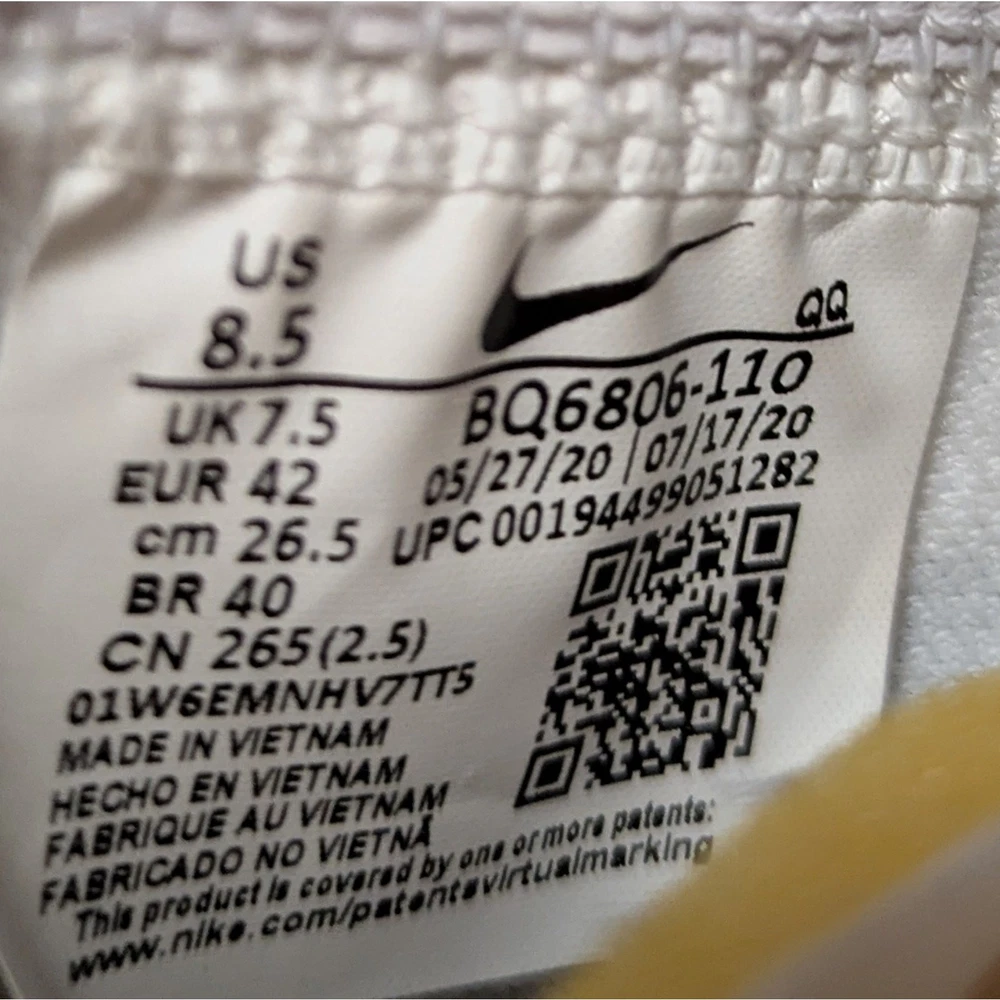 US
8.5
QQ
UK 7.5
EUR 42
cm 26.5
BR 40
CN 265(2.5)
BQ6806-110
05/27/20 | 07/17/20
UPC 00194499051282
01W6EMNHV7TT5
MADE IN VIETNAM
HECHO EN VIETNAM
FABRIQUE AU VIETNAM
FABRICADO NO VIETNÃ
This product is covered by one or more patents:
www.nike.com/patentsvirtualmarking